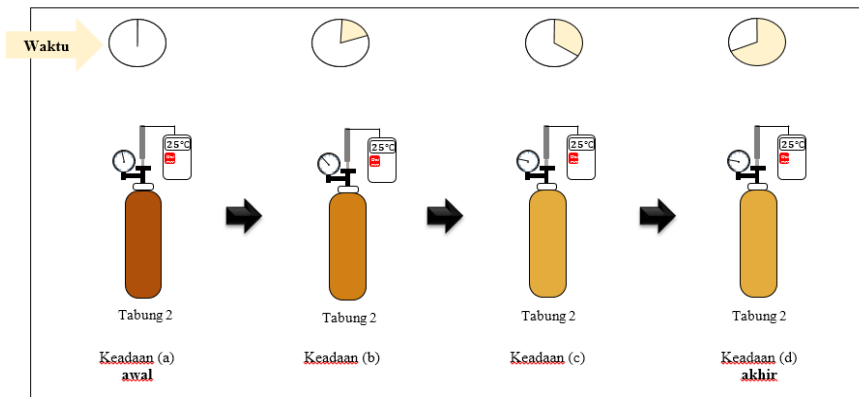 Waktu
25°C
25°C
25°C
25°C
Tabung 2
Tabung 2
Tabung 2
Tabung 2
Keadaan (a)
awal
Keadaan (b)
Keadaan (c)
Keadaan (d)
akhir